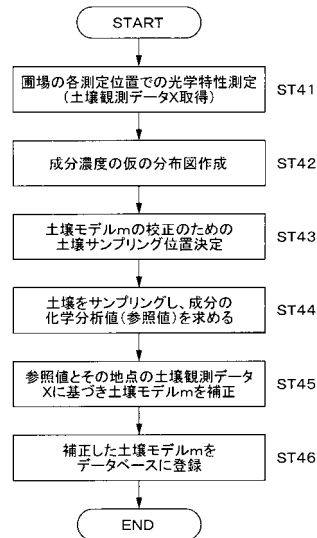 START
圃場の各測定位置での光学特性測定
(土壌観測データX取得)
ST41
成分濃度の仮の分布図作成
ST42
土壌モデルmの校正のための
土壌サンプリング位置決定
ST43
土壌をサンプリングし、成分の
化学分析値(参照値)を求める
ST44
参照値とその地点の土壌観測データ
Xに基づき土壌モデルmを補正
ST45
補正した土壌モデルmを
データベースに登録
ST46
END